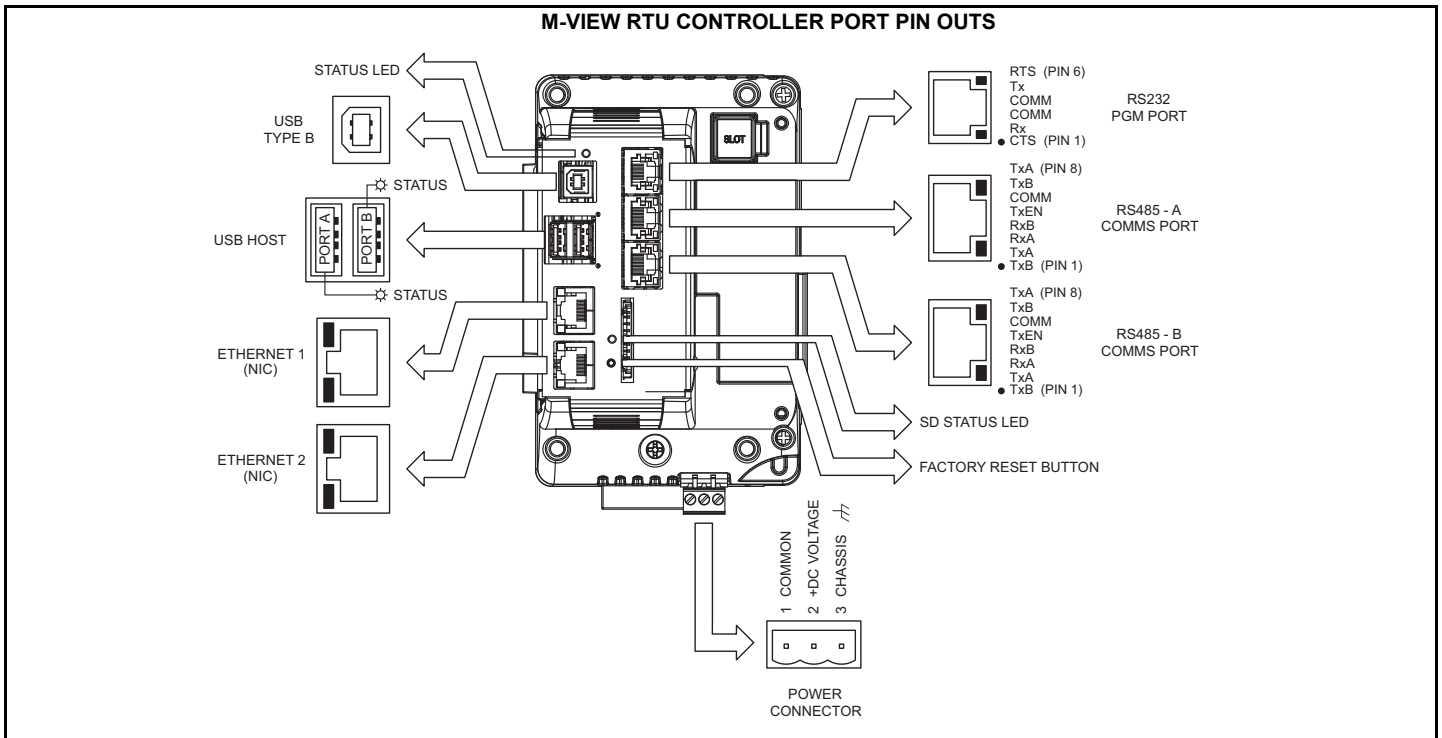 M-VIEW RTU CONTROLLER PORT PIN OUTS
STATUS LED
USB
TYPE B
STATUS
PORT A
PORT B
USB HOST
STATUS
ETHERNET 1
(NIC)
ETHERNET 2
(NIC)
SLOT
RTS (PIN 6)
Tx
COMM
COMM
Rx
CTS (PIN 1)
RS232
PGM PORT
TxA (PIN 8)
TxB
COMM
TxEN
RxB
RxA
TxA
TxB (PIN 1)
RS485 - A
COMMS PORT
TxA (PIN 8)
TxB
COMM
TxEN
RxB
RxA
TxA
TxB (PIN 1)
RS485 - B
COMMS PORT
SD STATUS LED
FACTORY RESET BUTTON
1 COMMON
2 +DC VOLTAGE
3 CHASSIS
POWER
CONNECTOR